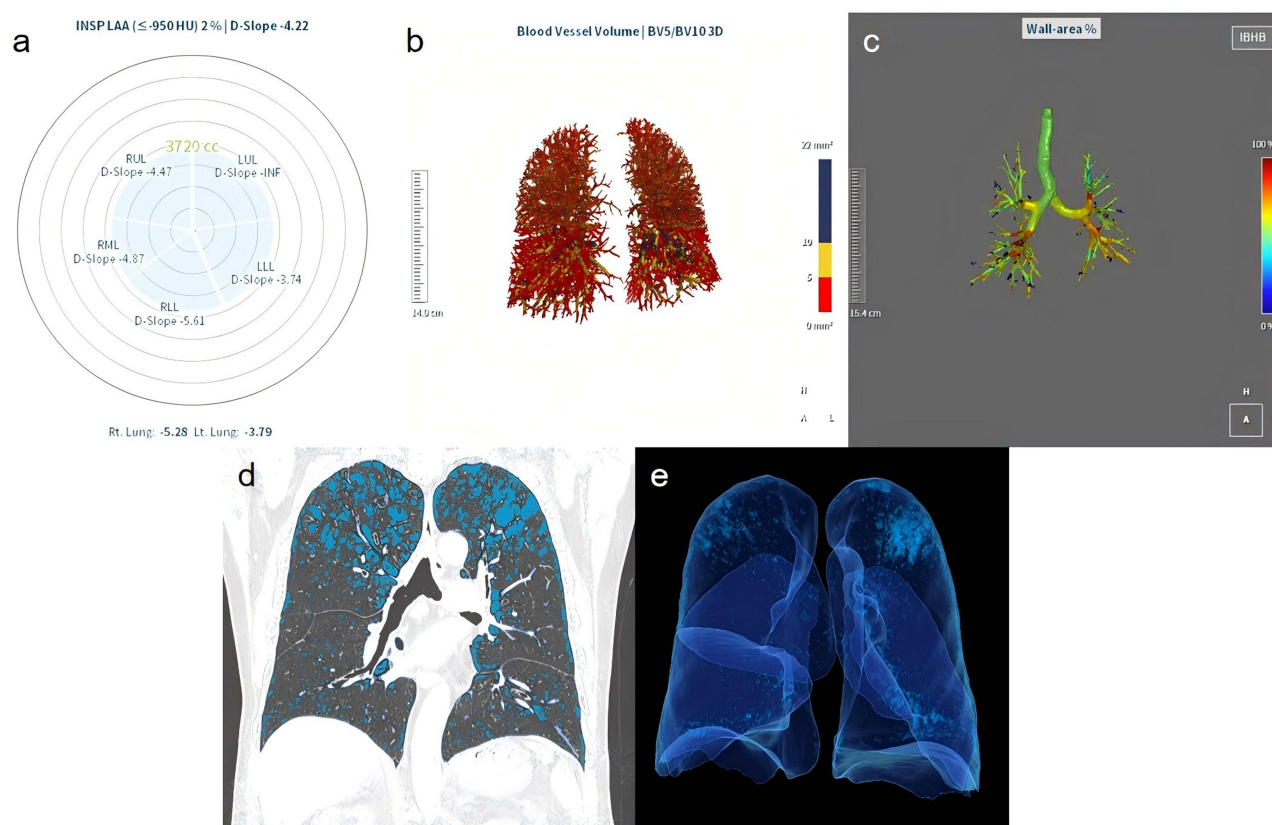 a
INSP LAA (≤-950 HU) 2 % | D-Slope -4.22
3720 cc
RUL
D-Slope -4.47
LUL
D-Slope -INF
RML
D-Slope -4.87
LLL
D-Slope -3.74
RLL
D-Slope -5.61
Rt. Lung: -5.28 Lt. Lung: -3.79
b
Blood Vessel Volume | BV5/BV10 3D
14.0 cm
22 mm²
10
5
0 mm²
H
A L
c
Wall-area %
IBHB
100 %
0 %
15.4 cm
H
A
d
e